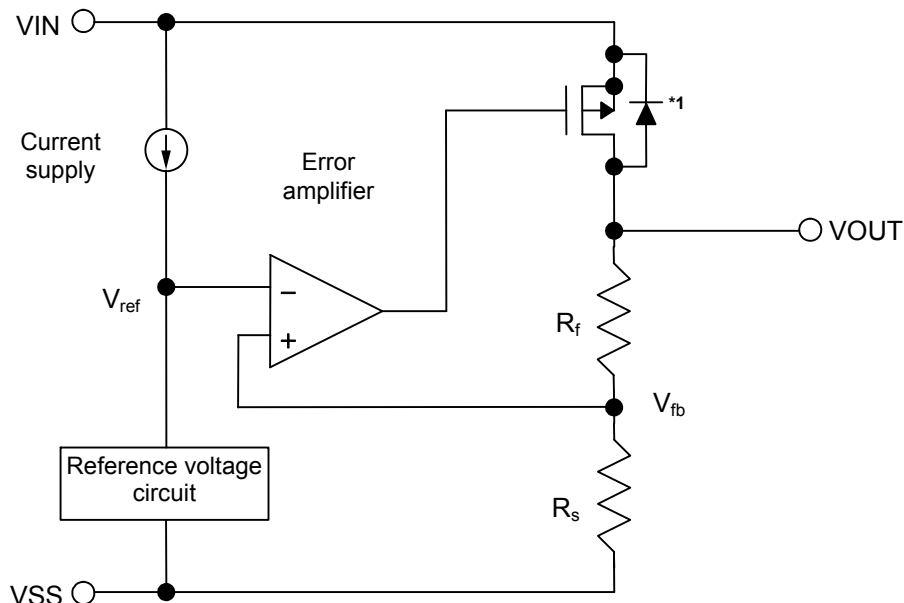 VIN
*1
Current
supply
Error
amplifier
VOUT
Vref
−
+
Rf
Vfb
Reference voltage
circuit
Rs
VSS